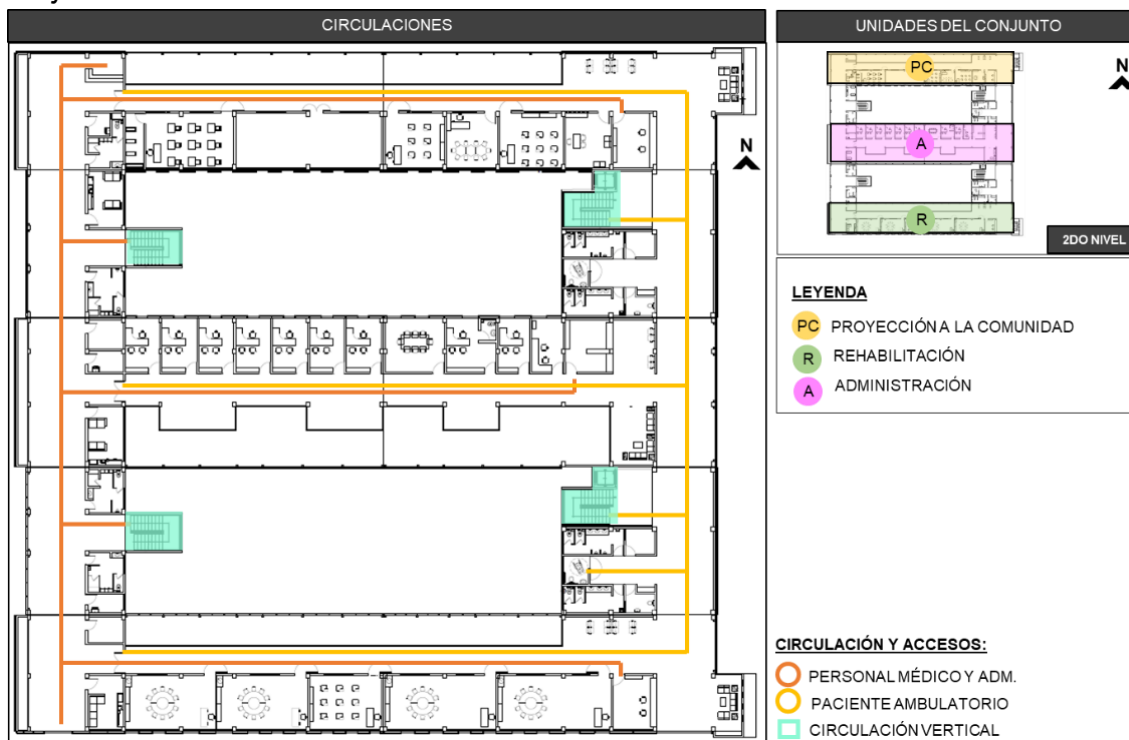 CIRCULACIONES
N
UNIDADES DEL CONJUNTO
PC
N
A
R
2DO NIVEL
LEYENDA
PC PROYECCIÓN A LA COMUNIDAD
R REHABILITACIÓN
A ADMINISTRACIÓN
CIRCULACIÓN Y ACCESOS:
PERSONAL MÉDICO Y ADM.
PACIENTE AMBULATORIO
CIRCULACIÓN VERTICAL